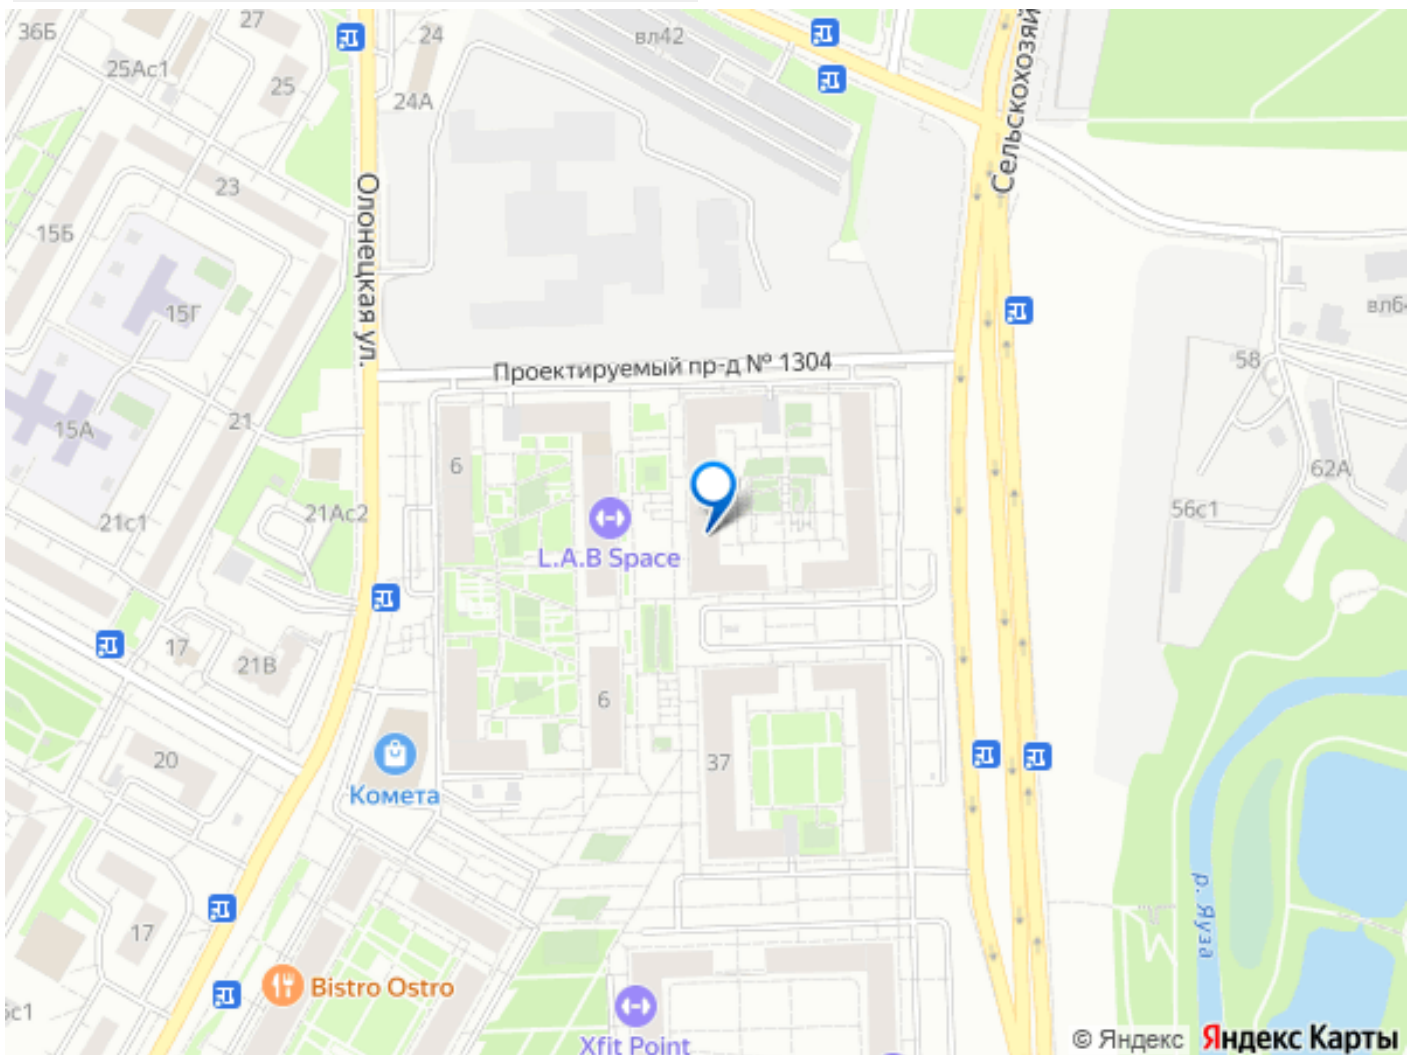 27
36Б
24
вл42
25Ас1
25
24А
Сельскохозяй
23
Олонецкая ул.
15Б
15Г
влб
Проектируемый пр-д № 1304
58
21
15А
6
62А
21с1
21Ас2
56с1
L.A.B Space
17
21В
6
20
37
Комета
р. Яуза
17
Bistro Ostro
с1
Xfit Point
© Яндекс Яндекс Карты